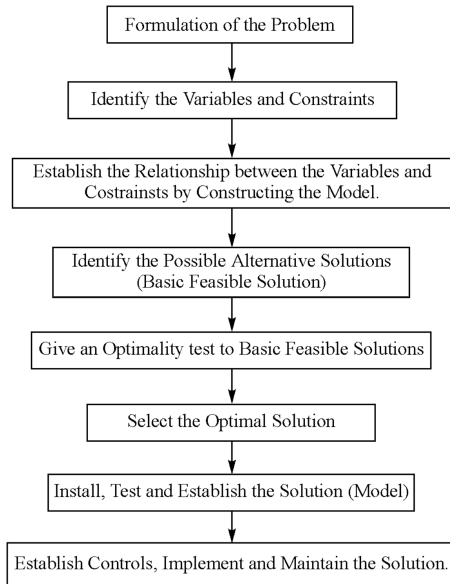 Formulation of the Problem
Identify the Variables and Constraints
Establish the Relationship between the Variables and
Costrainsts by Constructing the Model.
Identify the Possible Alternative Solutions
(Basic Feasible Solution)
Give an Optimality test to Basic Feasible Solutions
Select the Optimal Solution
Install, Test and Establish the Solution (Model)
Establish Controls, Implement and Maintain the Solution.